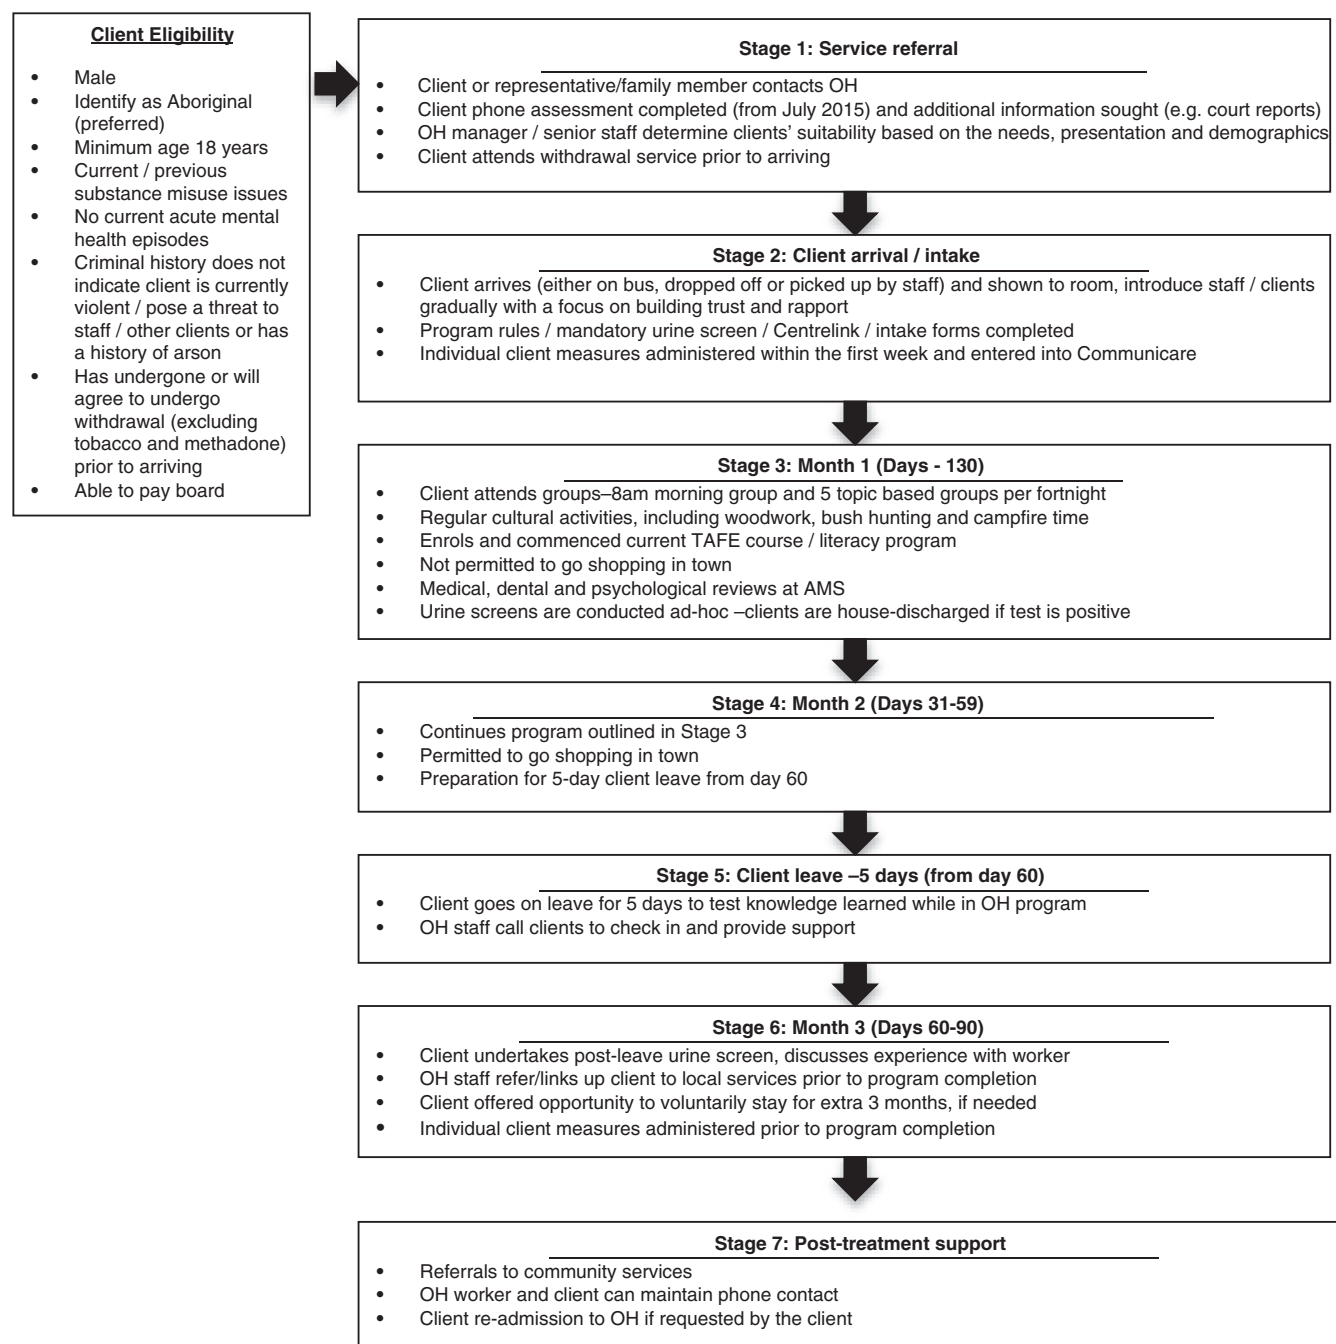 Client Eligibility
• Male
• Identify as Aboriginal
(preferred)
• Minimum age 18 years
• Current / previous
substance misuse issues
• No current acute mental
health episodes
• Criminal history does not
indicate client is currently
violent / pose a threat to
staff / other clients or has
a history of arson
• Has undergone or will
agree to undergo
withdrawal (excluding
tobacco and methadone)
prior to arriving
• Able to pay board
Stage 1: Service referral
• Client or representative/family member contacts OH
• Client phone assessment completed (from July 2015) and additional information sought (e.g. court reports)
• OH manager / senior staff determine clients' suitability based on the needs, presentation and demographics
• Client attends withdrawal service prior to arriving
Stage 2: Client arrival / intake
• Client arrives (either on bus, dropped off or picked up by staff) and shown to room, introduce staff / clients
gradually with a focus on building trust and rapport
• Program rules / mandatory urine screen / Centrelink / intake forms completed
• Individual client measures administered within the first week and entered into Communicare
Stage 3: Month 1 (Days - 130)
• Client attends groups–8am morning group and 5 topic based groups per fortnight
• Regular cultural activities, including woodwork, bush hunting and campfire time
• Enrols and commenced current TAFE course / literacy program
• Not permitted to go shopping in town
• Medical, dental and psychological reviews at AMS
• Urine screens are conducted ad-hoc –clients are house-discharged if test is positive
Stage 4: Month 2 (Days 31-59)
• Continues program outlined in Stage 3
• Permitted to go shopping in town
• Preparation for 5-day client leave from day 60
Stage 5: Client leave –5 days (from day 60)
• Client goes on leave for 5 days to test knowledge learned while in OH program
• OH staff call clients to check in and provide support
Stage 6: Month 3 (Days 60-90)
• Client undertakes post-leave urine screen, discusses experience with worker
• OH staff refer/links up client to local services prior to program completion
• Client offered opportunity to voluntarily stay for extra 3 months, if needed
• Individual client measures administered prior to program completion
Stage 7: Post-treatment support
• Referrals to community services
• OH worker and client can maintain phone contact
• Client re-admission to OH if requested by the client